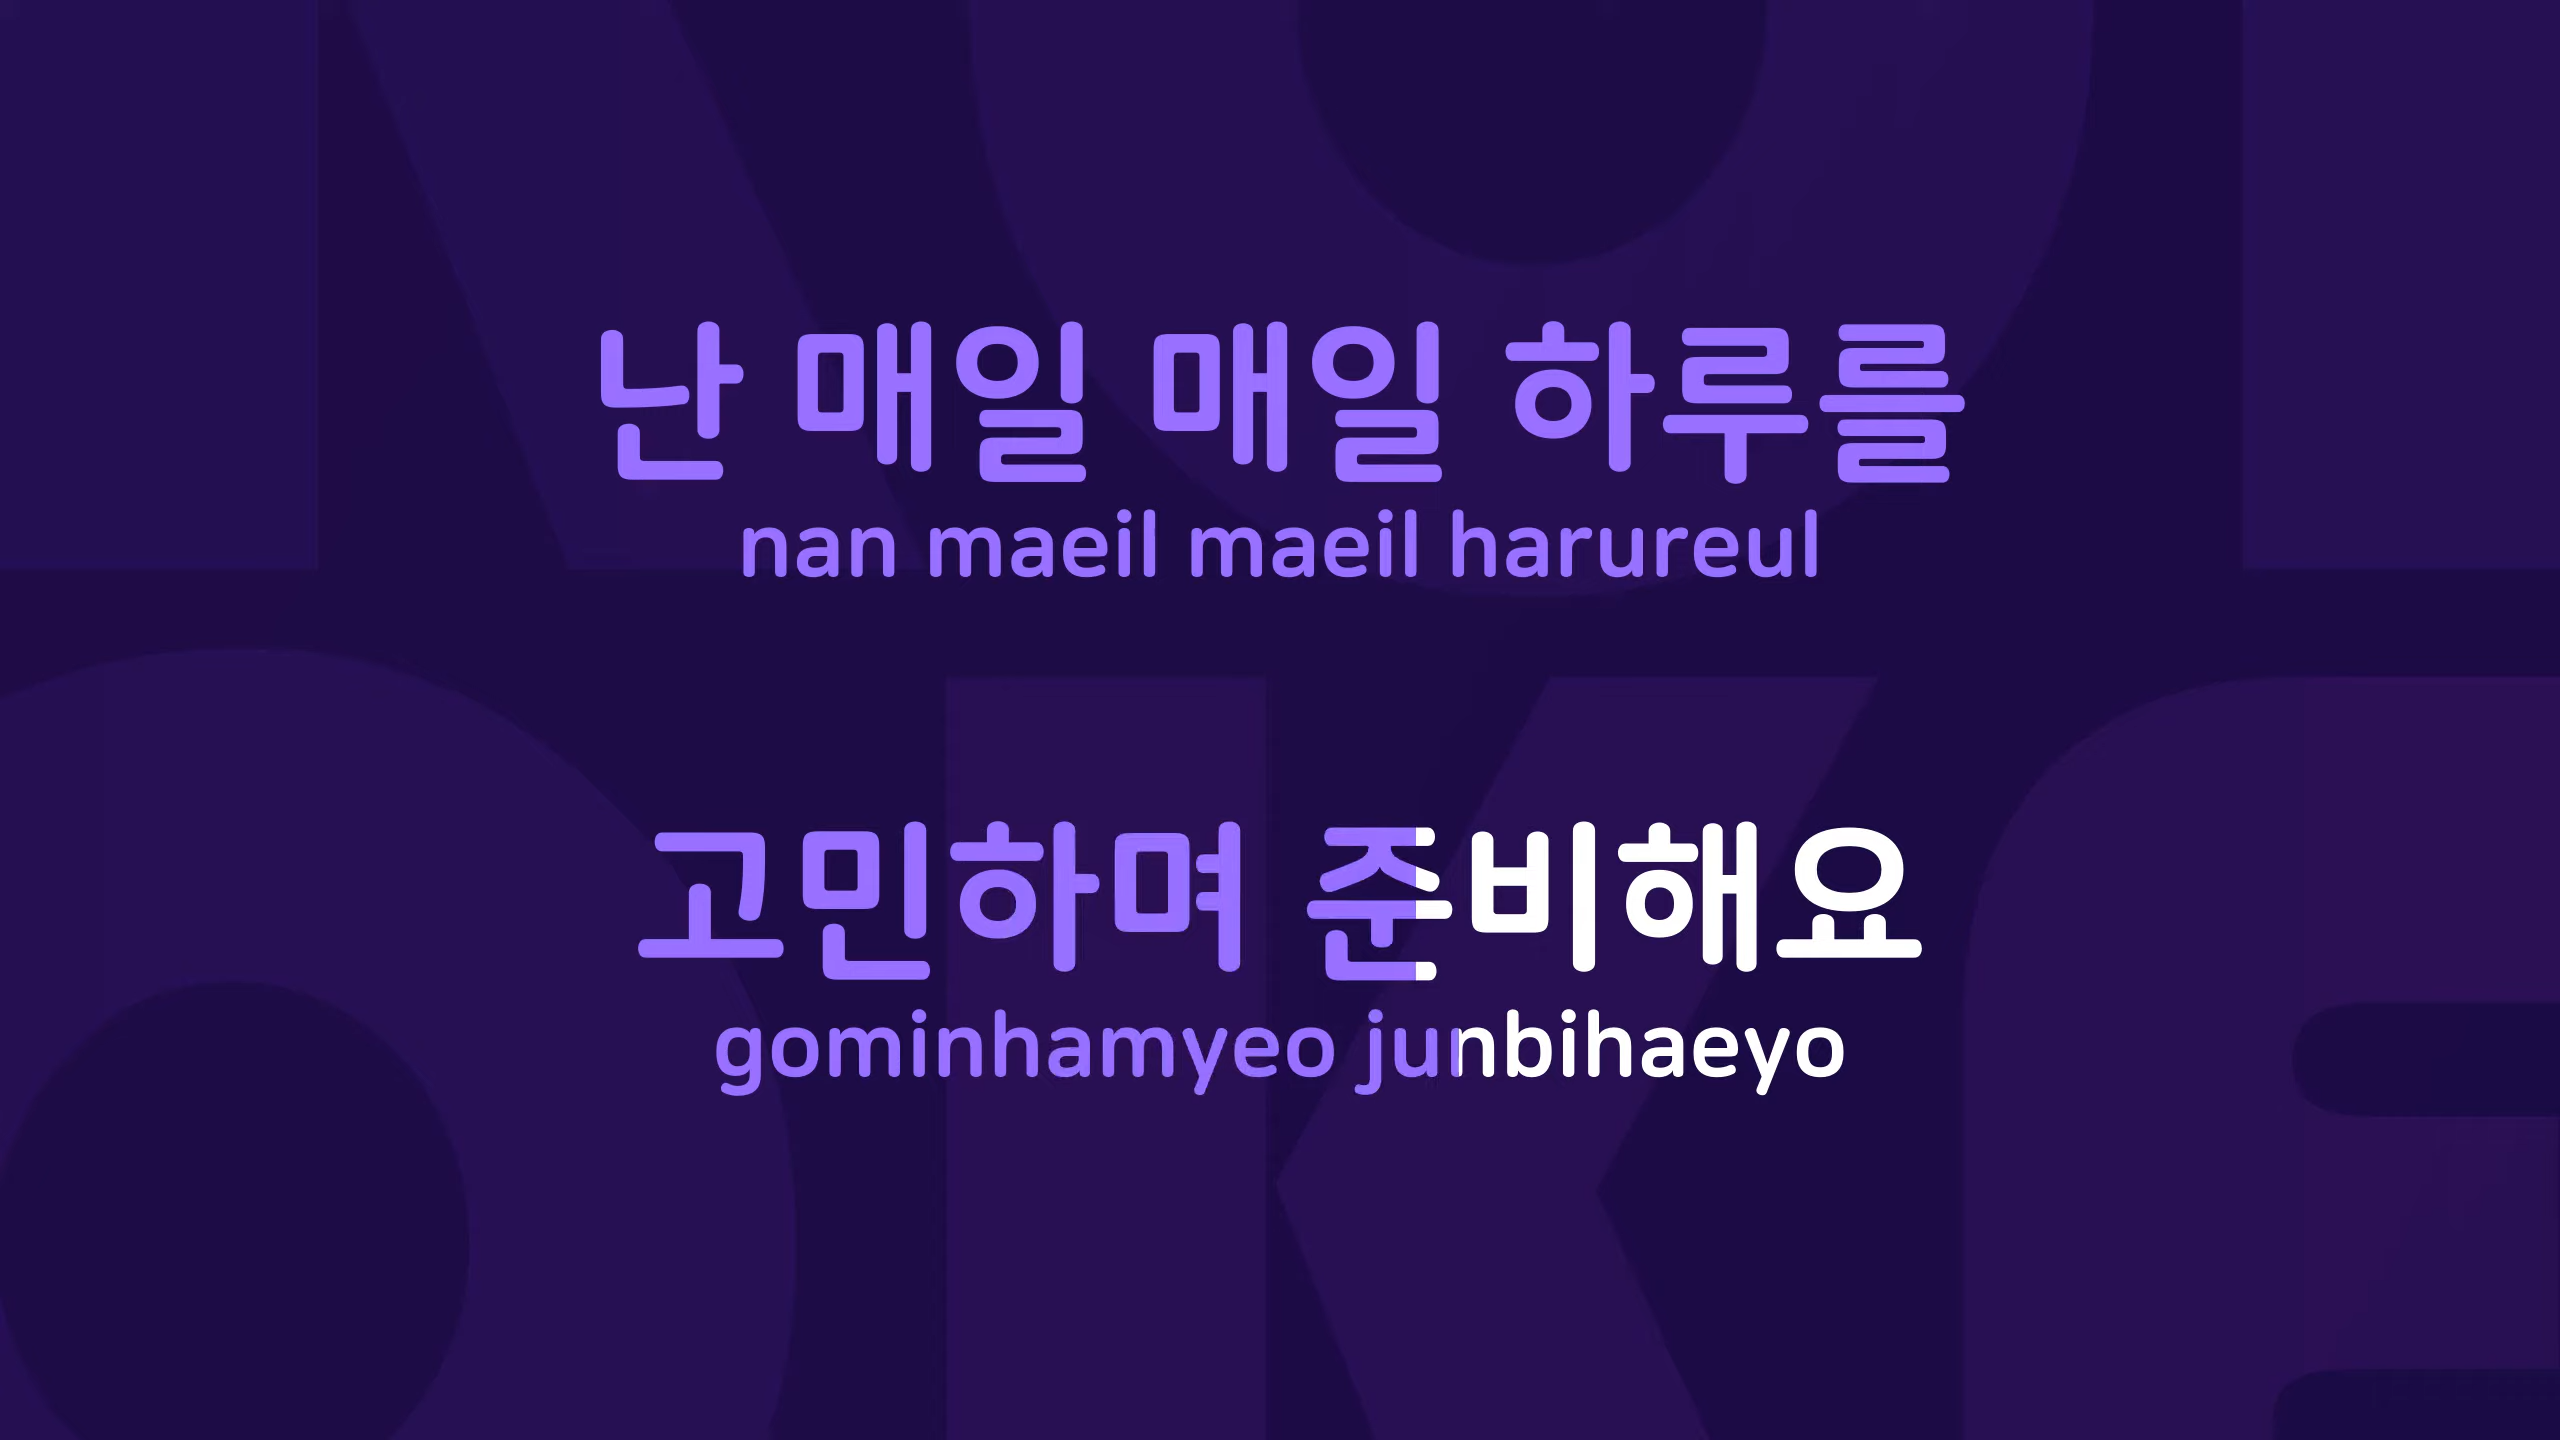 난 매일 매일 하루를
nan maeil maeil harureul
고민하며 준비해요
gominhamyeo junbihaeyo